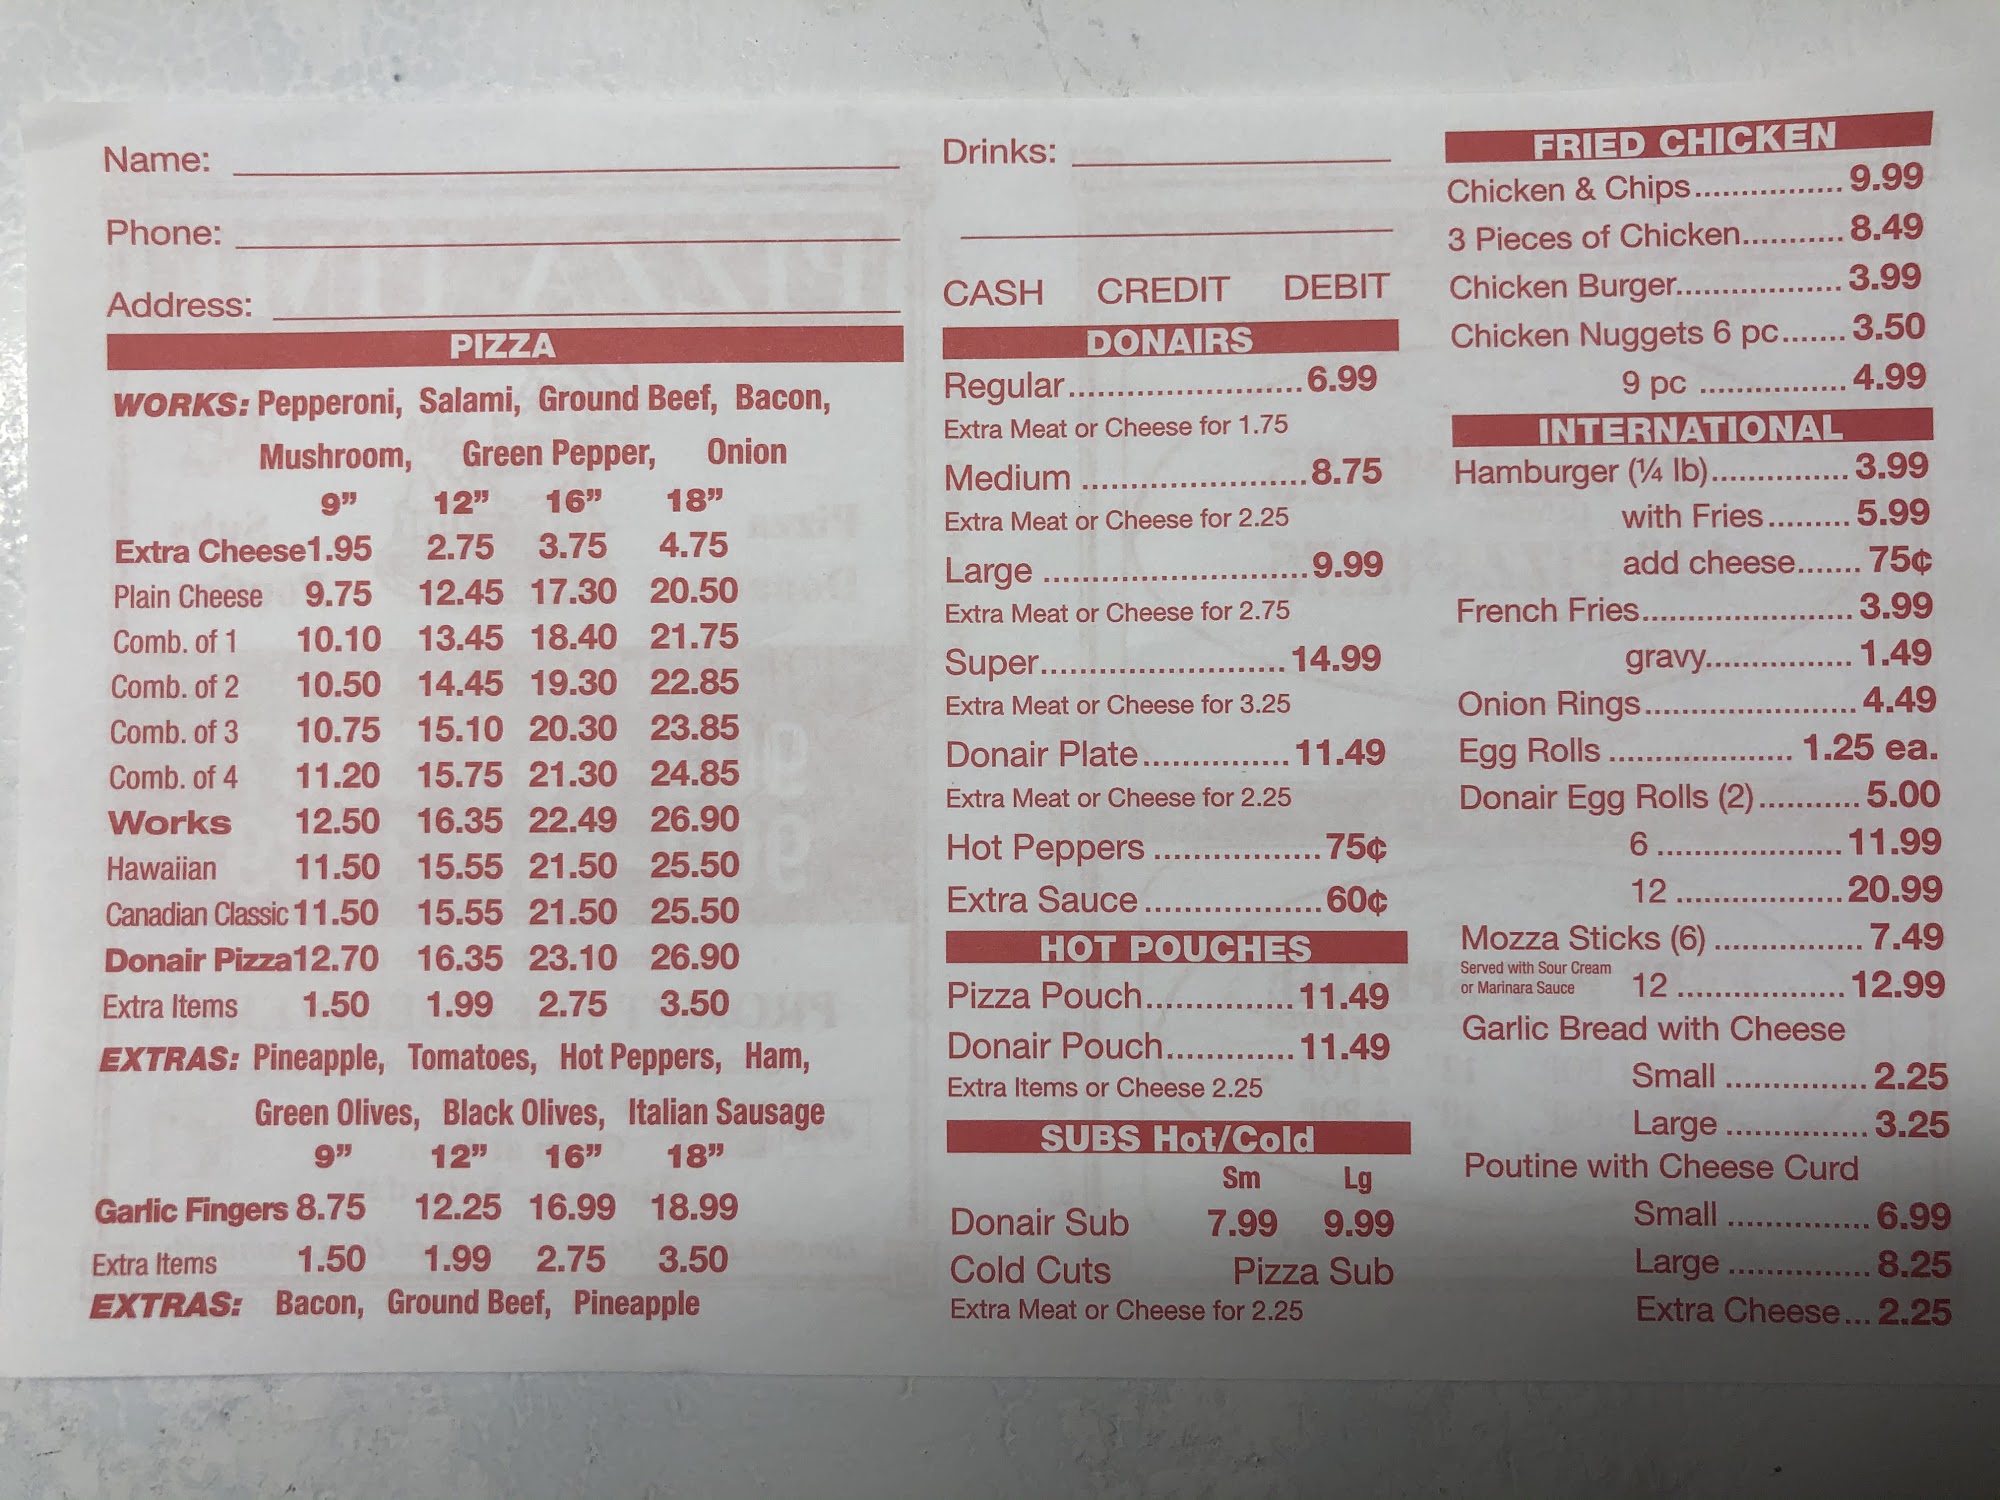 Name:
Phone:
Address:
PIZZA
WORKS: Pepperoni, Salami, Ground Beef, Bacon,
Mushroom, Green Pepper, Onion
9” 12” 16” 18”
Extra Cheese 1.95 2.75 3.75 4.75
Plain Cheese 9.75 12.45 17.30 20.50
Comb. of 1 10.10 13.45 18.40 21.75
Comb. of 2 10.50 14.45 19.30 22.85
Comb. of 3 10.75 15.10 20.30 23.85
Comb. of 4 11.20 15.75 21.30 24.85
Works 12.50 16.35 22.49 26.90
Hawaiian 11.50 15.55 21.50 25.50
Canadian Classic 11.50 15.55 21.50 25.50
Donair Pizza 12.70 16.35 23.10 26.90
Extra Items 1.50 1.99 2.75 3.50
EXTRAS: Pineapple, Tomatoes, Hot Peppers, Ham,
Green Olives, Black Olives, Italian Sausage
9” 12” 16” 18”
Garlic Fingers 8.75 12.25 16.99 18.99
Extra Items 1.50 1.99 2.75 3.50
EXTRAS: Bacon, Ground Beef, Pineapple
Drinks:
CASH CREDIT DEBIT
DONAIRS
Regular..........................6.99
Extra Meat or Cheese for 1.75
Medium .........................8.75
Extra Meat or Cheese for 2.25
Large .............................9.99
Extra Meat or Cheese for 2.75
Super...........................14.99
Extra Meat or Cheese for 3.25
Donair Plate................11.49
Extra Meat or Cheese for 2.25
Hot Peppers ..................75¢
Extra Sauce ...................60¢
HOT POUCHES
Pizza Pouch................11.49
Donair Pouch..............11.49
Extra Items or Cheese 2.25
SUBS Hot/Cold
Sm Lg
Donair Sub 7.99 9.99
Cold Cuts Pizza Sub
Extra Meat or Cheese for 2.25
FRIED CHICKEN
Chicken & Chips................. 9.99
3 Pieces of Chicken........... 8.49
Chicken Burger................... 3.99
Chicken Nuggets 6 pc....... 3.50
9 pc ................ 4.99
INTERNATIONAL
Hamburger (¼ lb)............... 3.99
with Fries......... 5.99
add cheese....... 75¢
French Fries....................... 3.99
gravy................ 1.49
Onion Rings....................... 4.49
Egg Rolls .................... 1.25 ea.
Donair Egg Rolls (2)........... 5.00
6 .................... 11.99
12 .................. 20.99
Mozza Sticks (6) ................ 7.49
Served with Sour Cream
or Marinara Sauce 12 .................. 12.99
Garlic Bread with Cheese
Small ............... 2.25
Large ............... 3.25
Poutine with Cheese Curd
Small ............... 6.99
Large ............... 8.25
Extra Cheese... 2.25